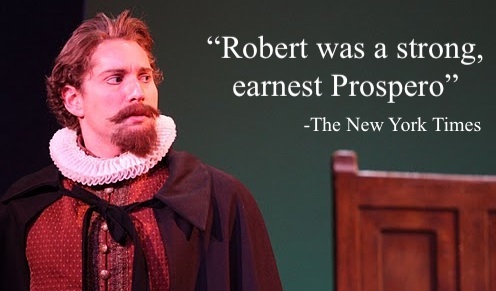 “Robert was a strong,
earnest Prospero”
-The New York Times